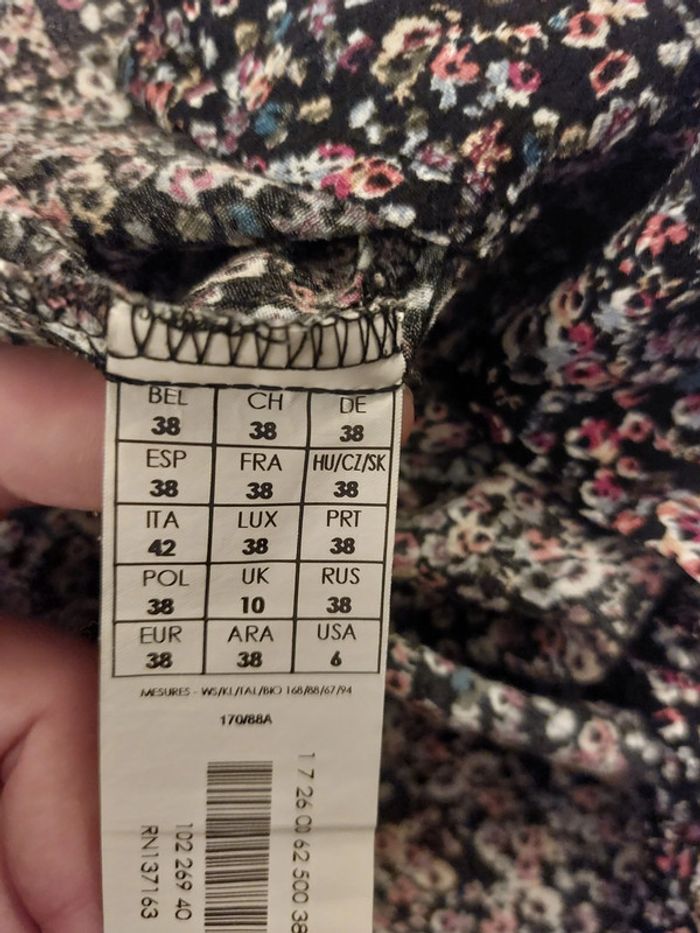 BEL CH DE
38 38 38
ESP FRA HU/CZ/SK
38 38 38
ITA LUX PRT
42 38 38
POL UK RUS
38 10 38
EUR ARA USA
38 38 6
MESURES - WS/KL/TAL/BIO 168/88/67/94
170/88A
1 7 26 00 62 500 38
102 269 40
RN137163